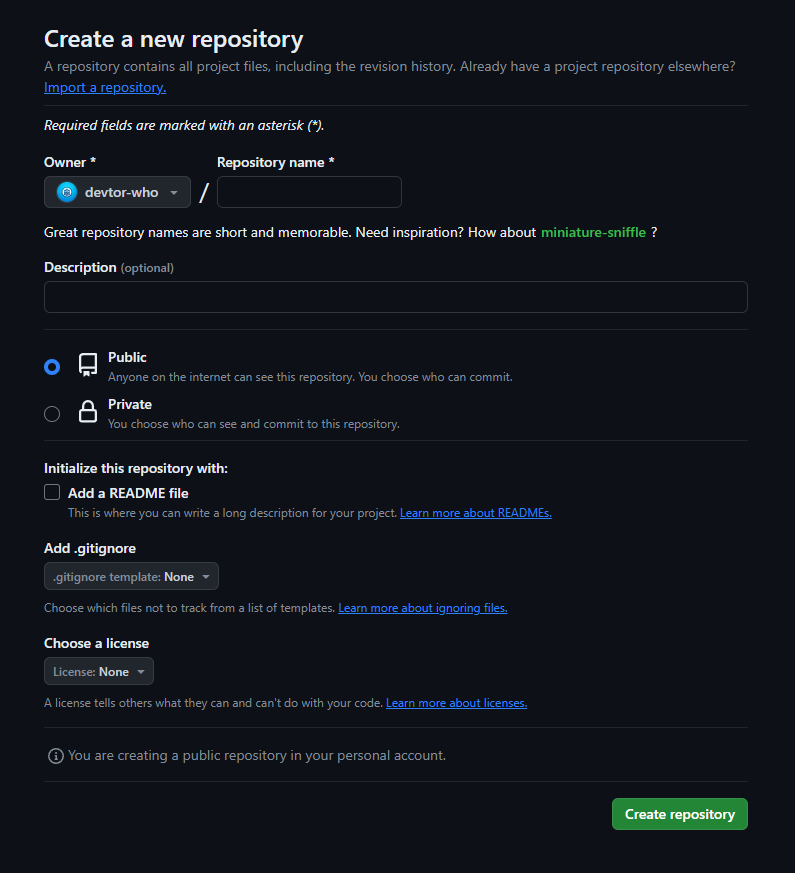 Create a new repository
A repository contains all project files, including the revision history. Already have a project repository elsewhere?
Import a repository.
Required fields are marked with an asterisk (*).
Owner * Repository name *
devtor-who /
Great repository names are short and memorable. Need inspiration? How about miniature-sniffle ?
Description (optional)
Public
Anyone on the internet can see this repository. You choose who can commit.
Private
You choose who can see and commit to this repository.
Initialize this repository with:
Add a README file
This is where you can write a long description for your project. Learn more about READMEs.
Add .gitignore
.gitignore template: None
Choose which files not to track from a list of templates. Learn more about ignoring files.
Choose a license
License: None
A license tells others what they can and can't do with your code. Learn more about licenses.
You are creating a public repository in your personal account.
Create repository